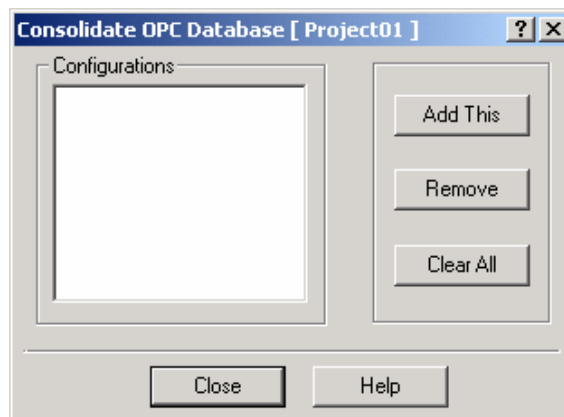 Consolidate OPC Database [ Project01 ]
Configurations
Add This
Remove
Clear All
Close
Help